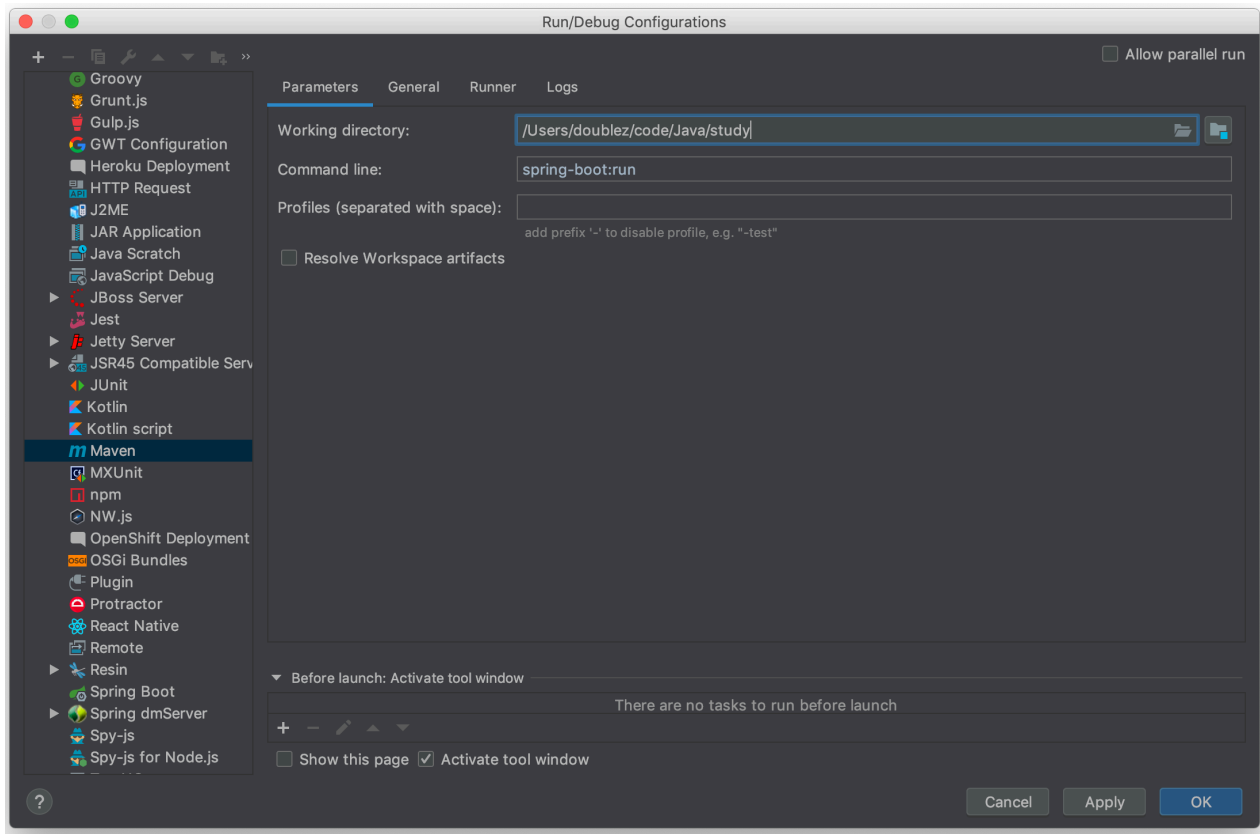 Run/Debug Configurations
Allow parallel run
Groovy
Grunt.js
Gulp.js
GWT Configuration
Heroku Deployment
HTTP Request
J2ME
JAR Application
Java Scratch
JavaScript Debug
JBoss Server
Jest
Jetty Server
JSR45 Compatible Serv
JUnit
Kotlin
Kotlin script
Maven
MXUnit
npm
NW.js
OpenShift Deployment
OSGi Bundles
Plugin
Protractor
React Native
Remote
Resin
Spring Boot
Spring dmServer
Spy-js
Spy-js for Node.js
Parameters General Runner Logs
Working directory: /Users/doublez/code/Java/study
Command line: spring-boot:run
Profiles (separated with space):
add prefix '-' to disable profile, e.g. "-test"
Resolve Workspace artifacts
Before launch: Activate tool window
There are no tasks to run before launch
Show this page Activate tool window
? Cancel Apply OK